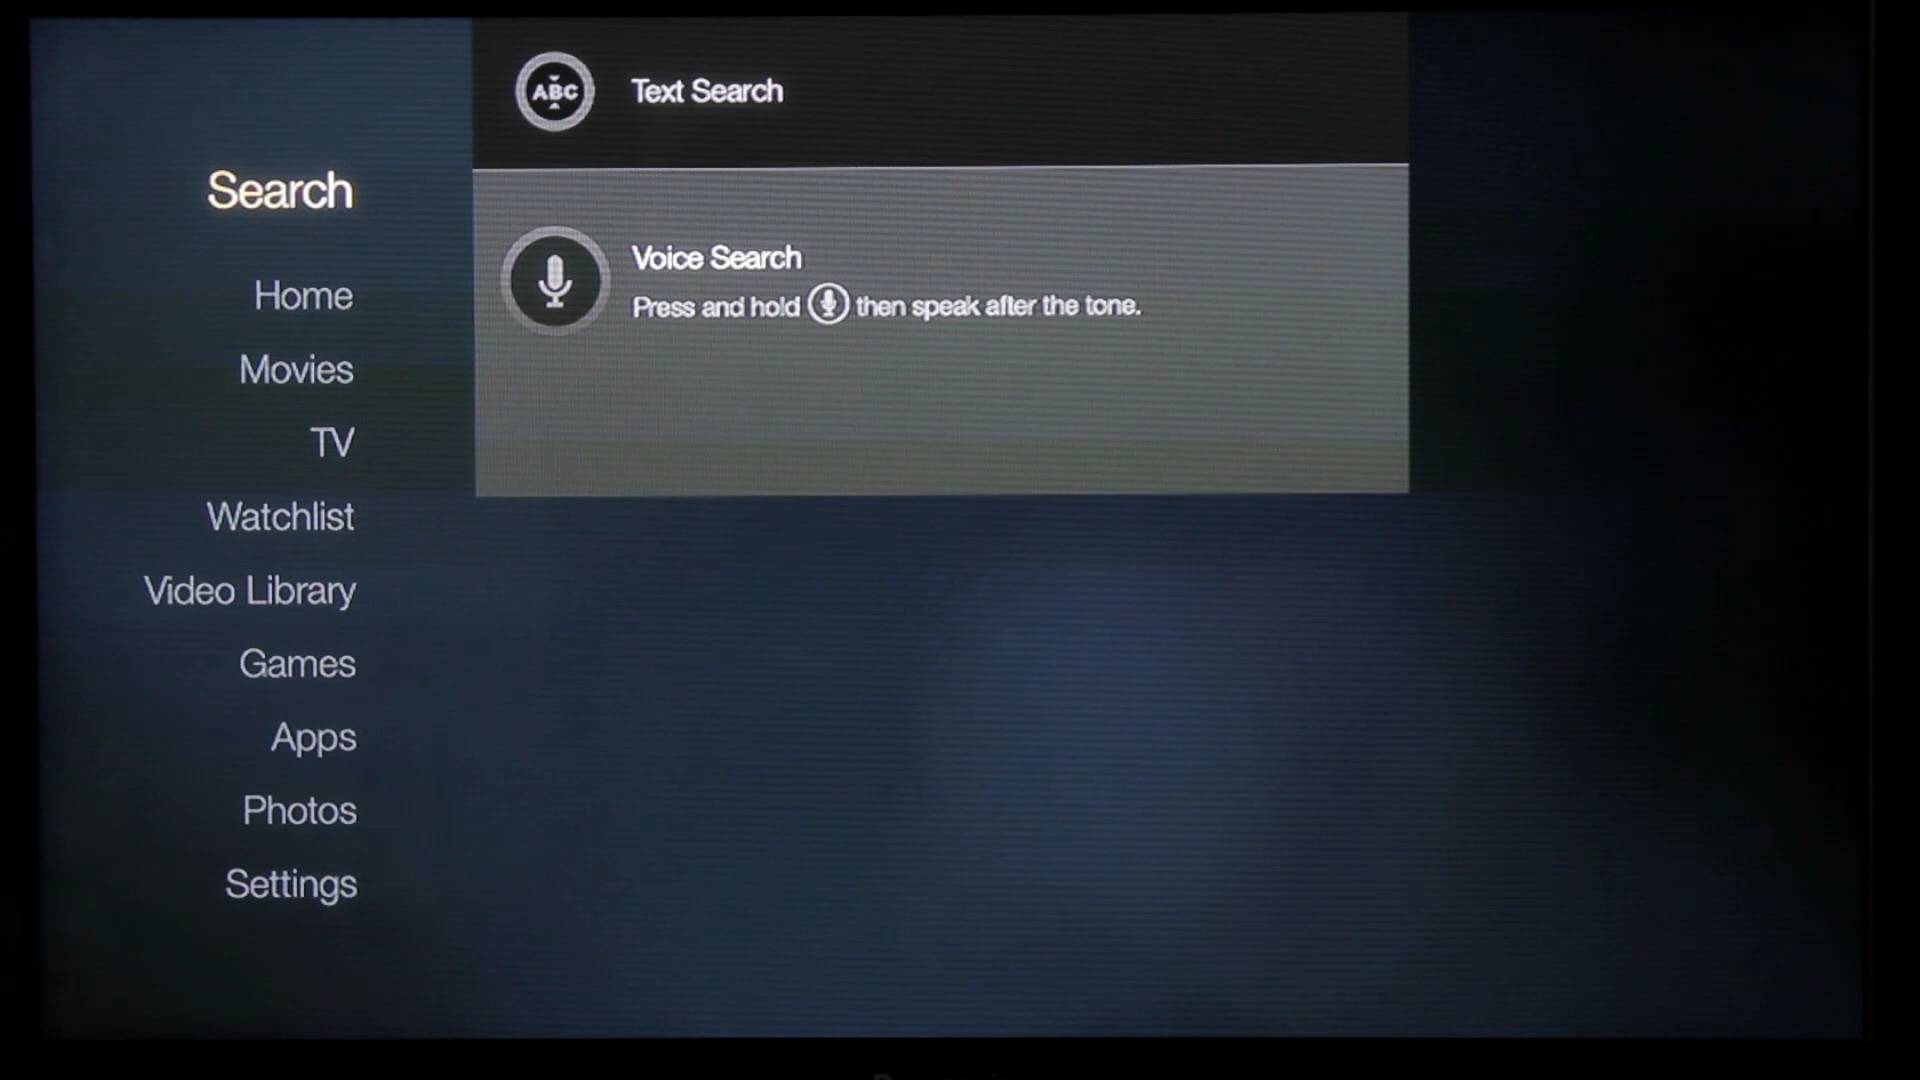 ABC
Text Search
Search
Voice Search
Press and hold then speak after the tone.
Home
Movies
TV
Watchlist
Video Library
Games
Apps
Photos
Settings